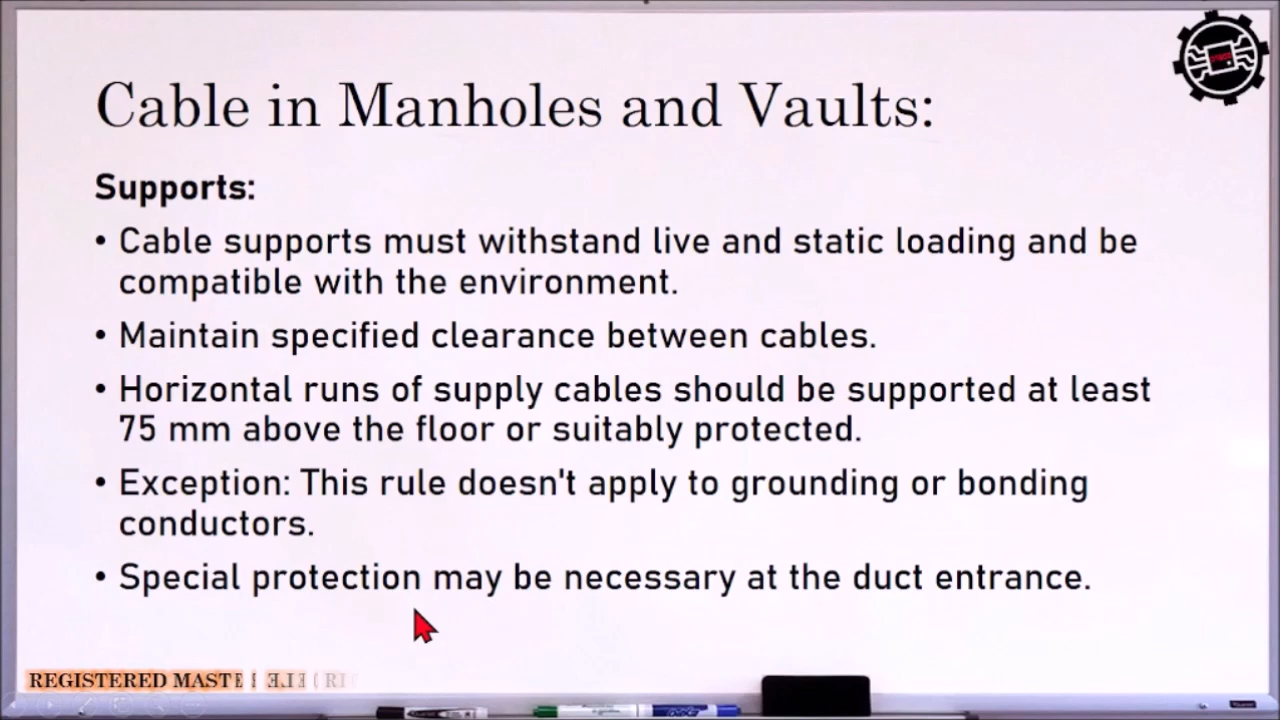 Cable in Manholes and Vaults:
Supports:
• Cable supports must withstand live and static loading and be
compatible with the environment.
• Maintain specified clearance between cables.
• Horizontal runs of supply cables should be supported at least
75 mm above the floor or suitably protected.
• Exception: This rule doesn't apply to grounding or bonding
conductors.
• Special protection may be necessary at the duct entrance.
REGISTERED